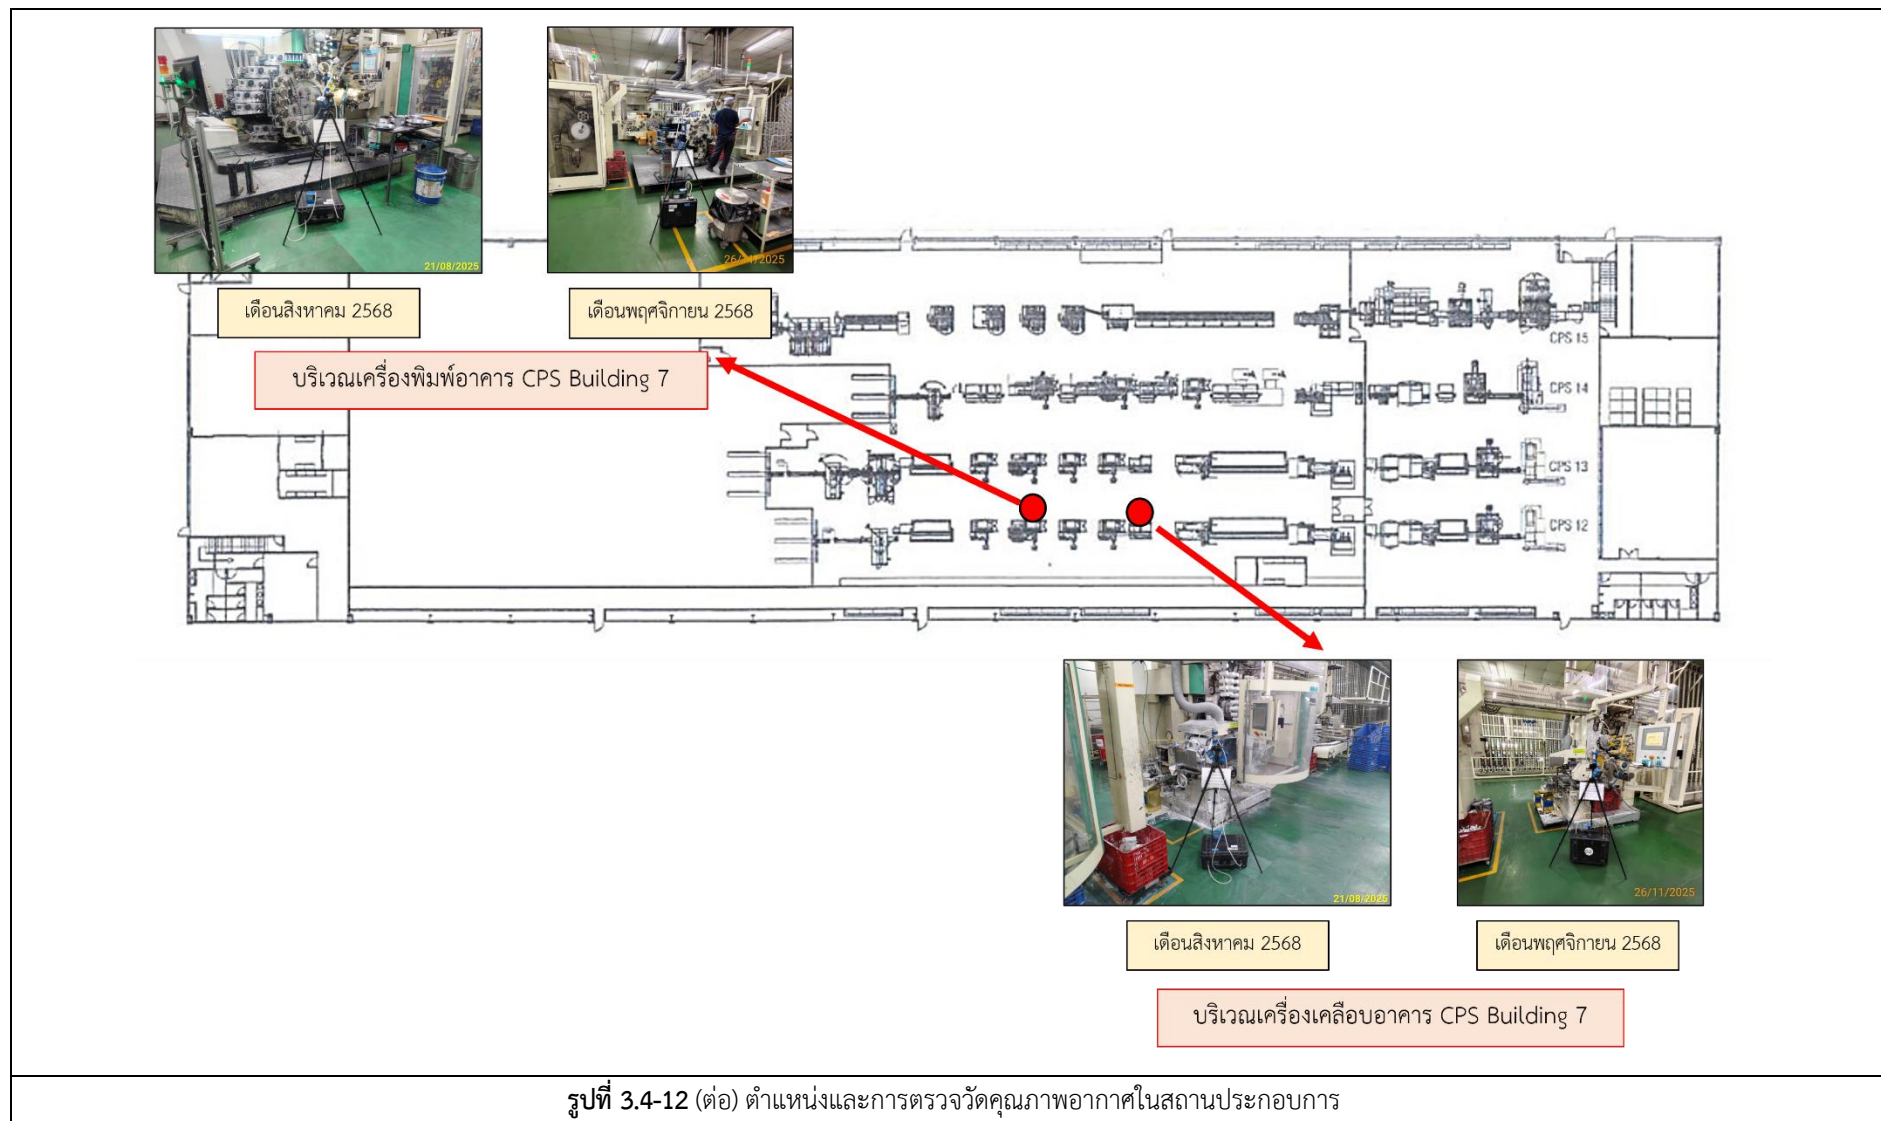 21/08/2025
26/11/2025
เดือนสิงหาคม 2568
เดือนพฤศจิกายน 2568
บริเวณเครื่องพิมพ์อาคาร CPS Building 7
CPS 15
CPS 14
CPS 13
CPS 12
21/08/2025
26/11/2025
เดือนสิงหาคม 2568
เดือนพฤศจิกายน 2568
บริเวณเครื่องเคลือบอาคาร CPS Building 7
รูปที่ 3.4-12 (ต่อ) ตำแหน่งและการตรวจวัดคุณภาพอากาศในสถานประกอบการ